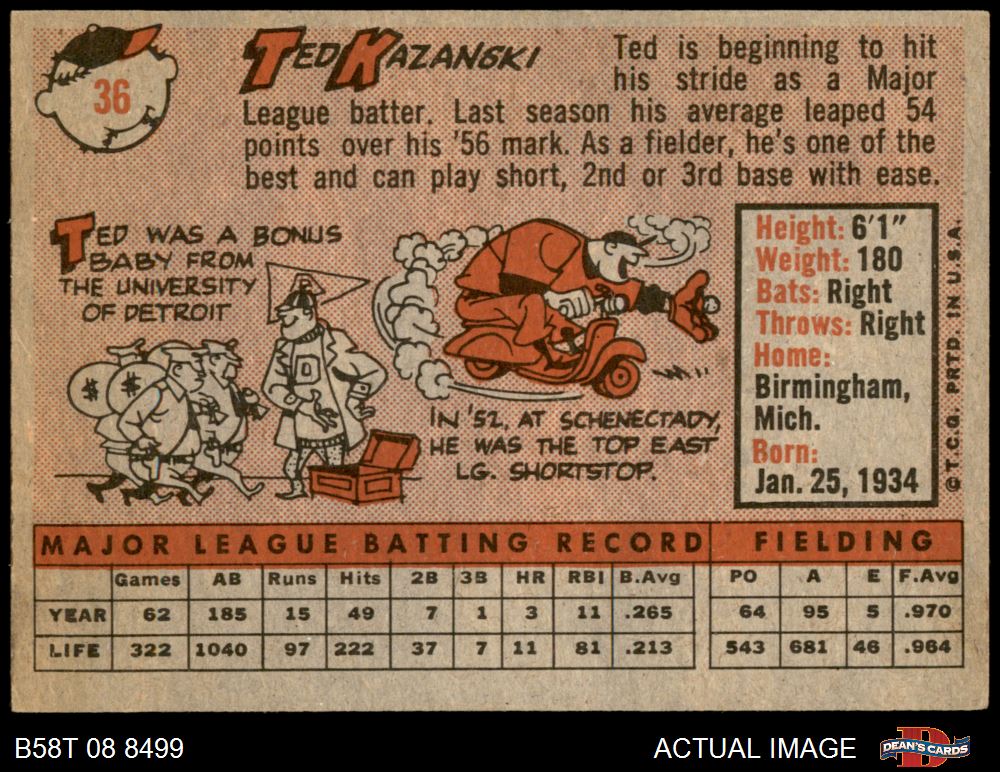 36
TED KAZANSKI
Ted is beginning to hit
his stride as a Major
League batter. Last season his average leaped 54
points over his '56 mark. As a fielder, he's one of the
best and can play short, 2nd or 3rd base with ease.
TED WAS A BONUS
BABY FROM
THE UNIVERSITY
OF DETROIT
D
$ $
IN '52, AT SCHENECTADY,
HE WAS THE TOP EAST
LG. SHORTSTOP.
Height: 6'1"
Weight: 180
Bats: Right
Throws: Right
Home:
Birmingham,
Mich.
Born:
Jan. 25, 1934
© T.C.G. PRTD. IN U.S.A.
MAJOR LEAGUE BATTING RECORD FIELDING
Games AB Runs Hits 2B 3B HR RBI B.Avg PO A E F.Avg
YEAR 62 185 15 49 7 1 3 11 .265 64 95 5 .970
LIFE 322 1040 97 222 37 7 11 81 .213 543 681 46 .964
B58T 08 8499 ACTUAL IMAGE D DEAN'S CARDS